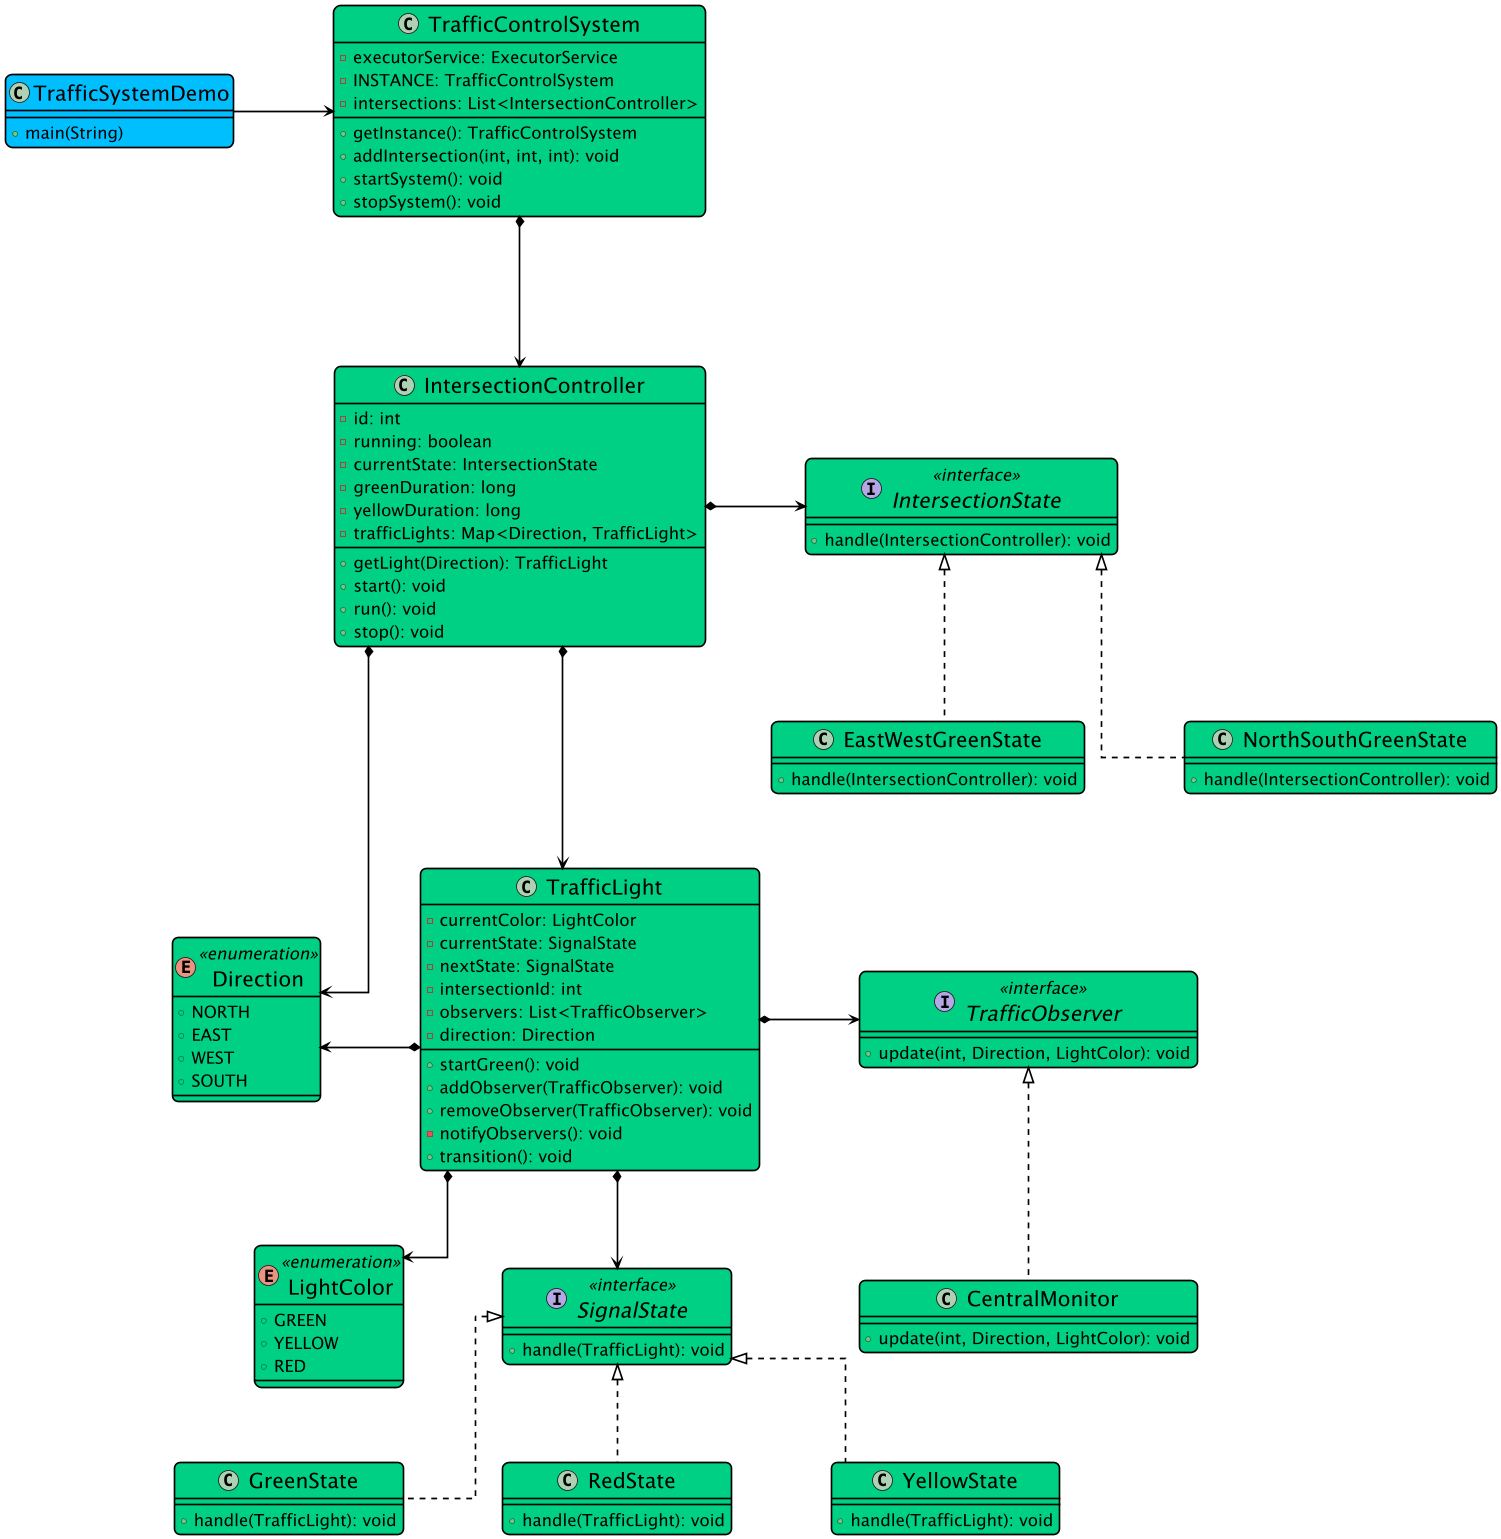 C TrafficControlSystem
executorService: ExecutorService
INSTANCE: TrafficControlSystem
intersections: List<IntersectionController>
getInstance(): TrafficControlSystem
addIntersection(int, int, int): void
startSystem(): void
stopSystem(): void
C TrafficSystemDemo
main(String)
C IntersectionController
id: int
running: boolean
currentState: IntersectionState
greenDuration: long
yellowDuration: long
trafficLights: Map<Direction, TrafficLight>
getLight(Direction): TrafficLight
start(): void
run(): void
stop(): void
«interface»
I IntersectionState
handle(IntersectionController): void
C EastWestGreenState
handle(IntersectionController): void
C NorthSouthGreenState
handle(IntersectionController): void
C TrafficLight
currentColor: LightColor
currentState: SignalState
nextState: SignalState
intersectionId: int
observers: List<TrafficObserver>
direction: Direction
startGreen(): void
addObserver(TrafficObserver): void
removeObserver(TrafficObserver): void
notifyObservers(): void
transition(): void
«enumeration»
E Direction
NORTH
EAST
WEST
SOUTH
«interface»
I TrafficObserver
update(int, Direction, LightColor): void
«enumeration»
E LightColor
GREEN
YELLOW
RED
«interface»
I SignalState
handle(TrafficLight): void
C CentralMonitor
update(int, Direction, LightColor): void
C GreenState
handle(TrafficLight): void
C RedState
handle(TrafficLight): void
C YellowState
handle(TrafficLight): void